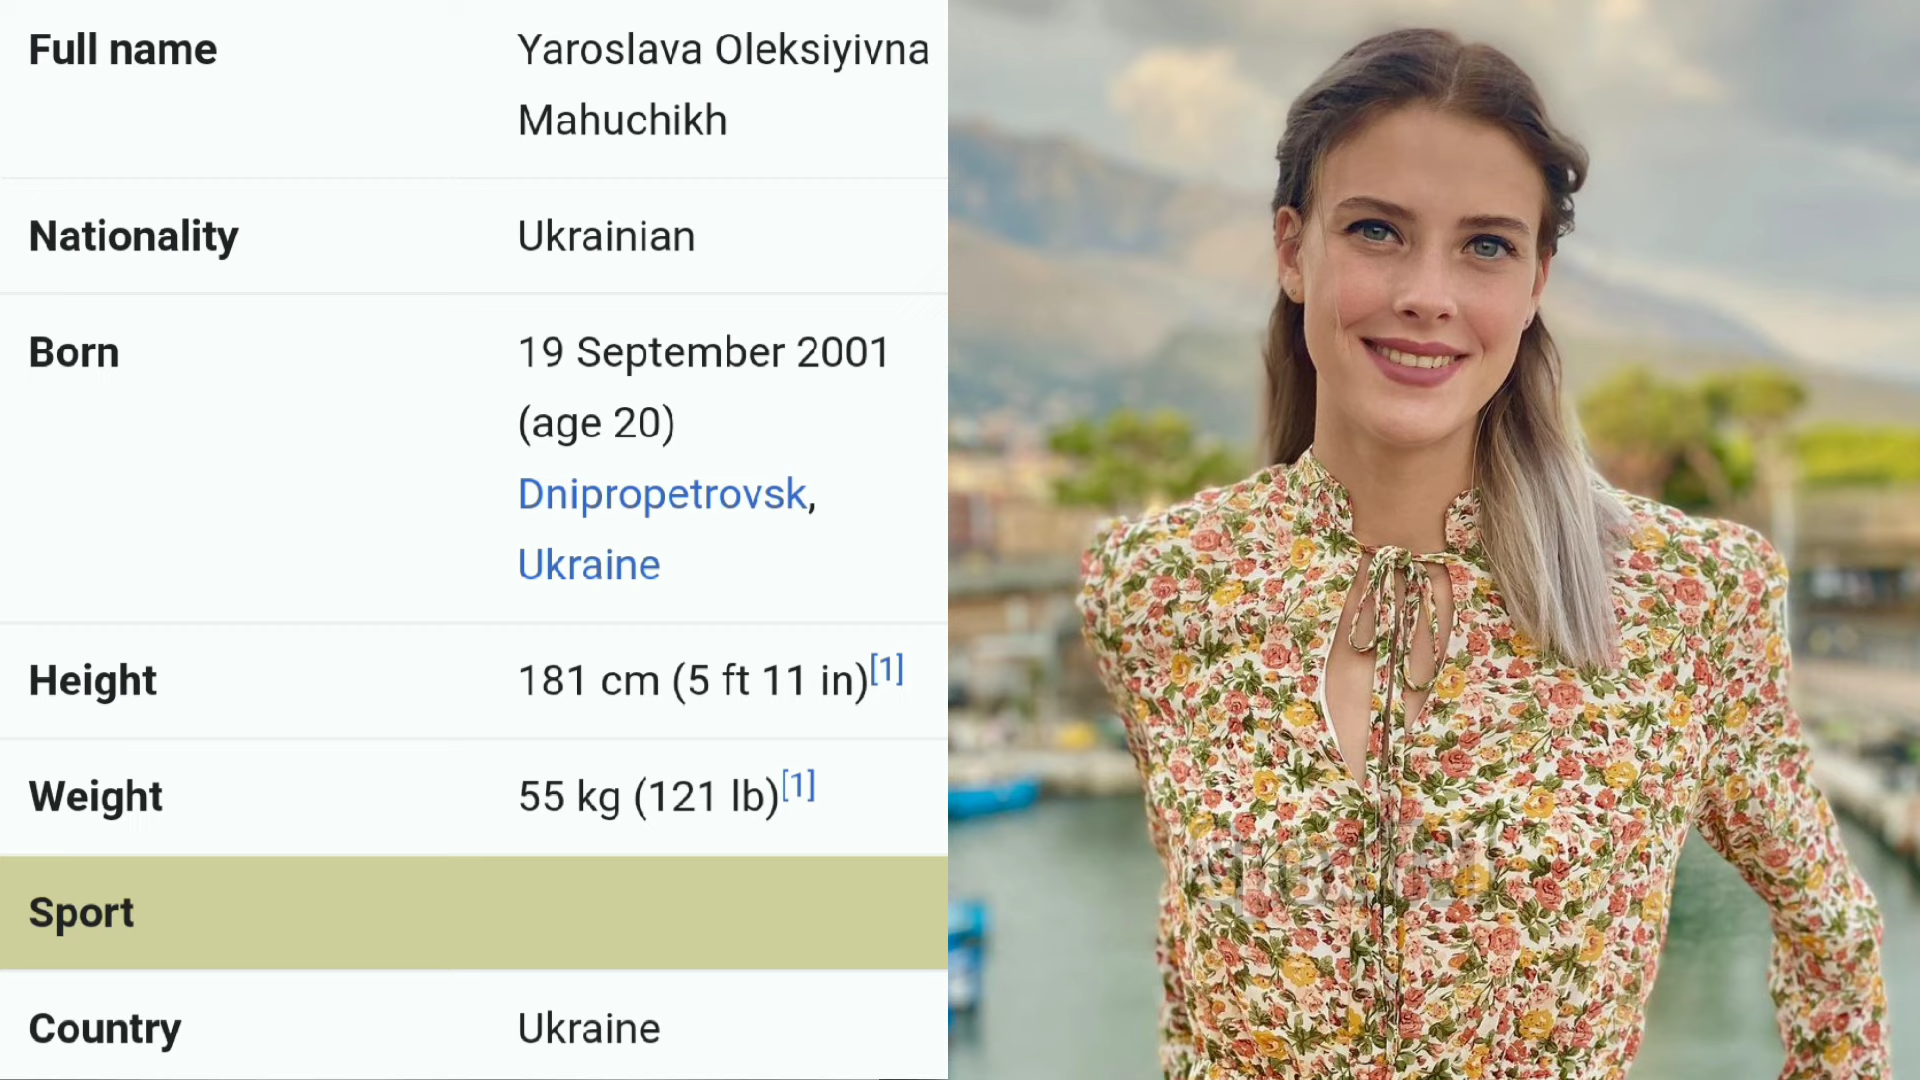 Full name
Yaroslava Oleksiyivna
Mahuchikh
Nationality
Ukrainian
Born
19 September 2001
(age 20)
Dnipropetrovsk,
Ukraine
Height
181 cm (5 ft 11 in)[1]
Weight
55 kg (121 lb)[1]
Sport
Country
Ukraine